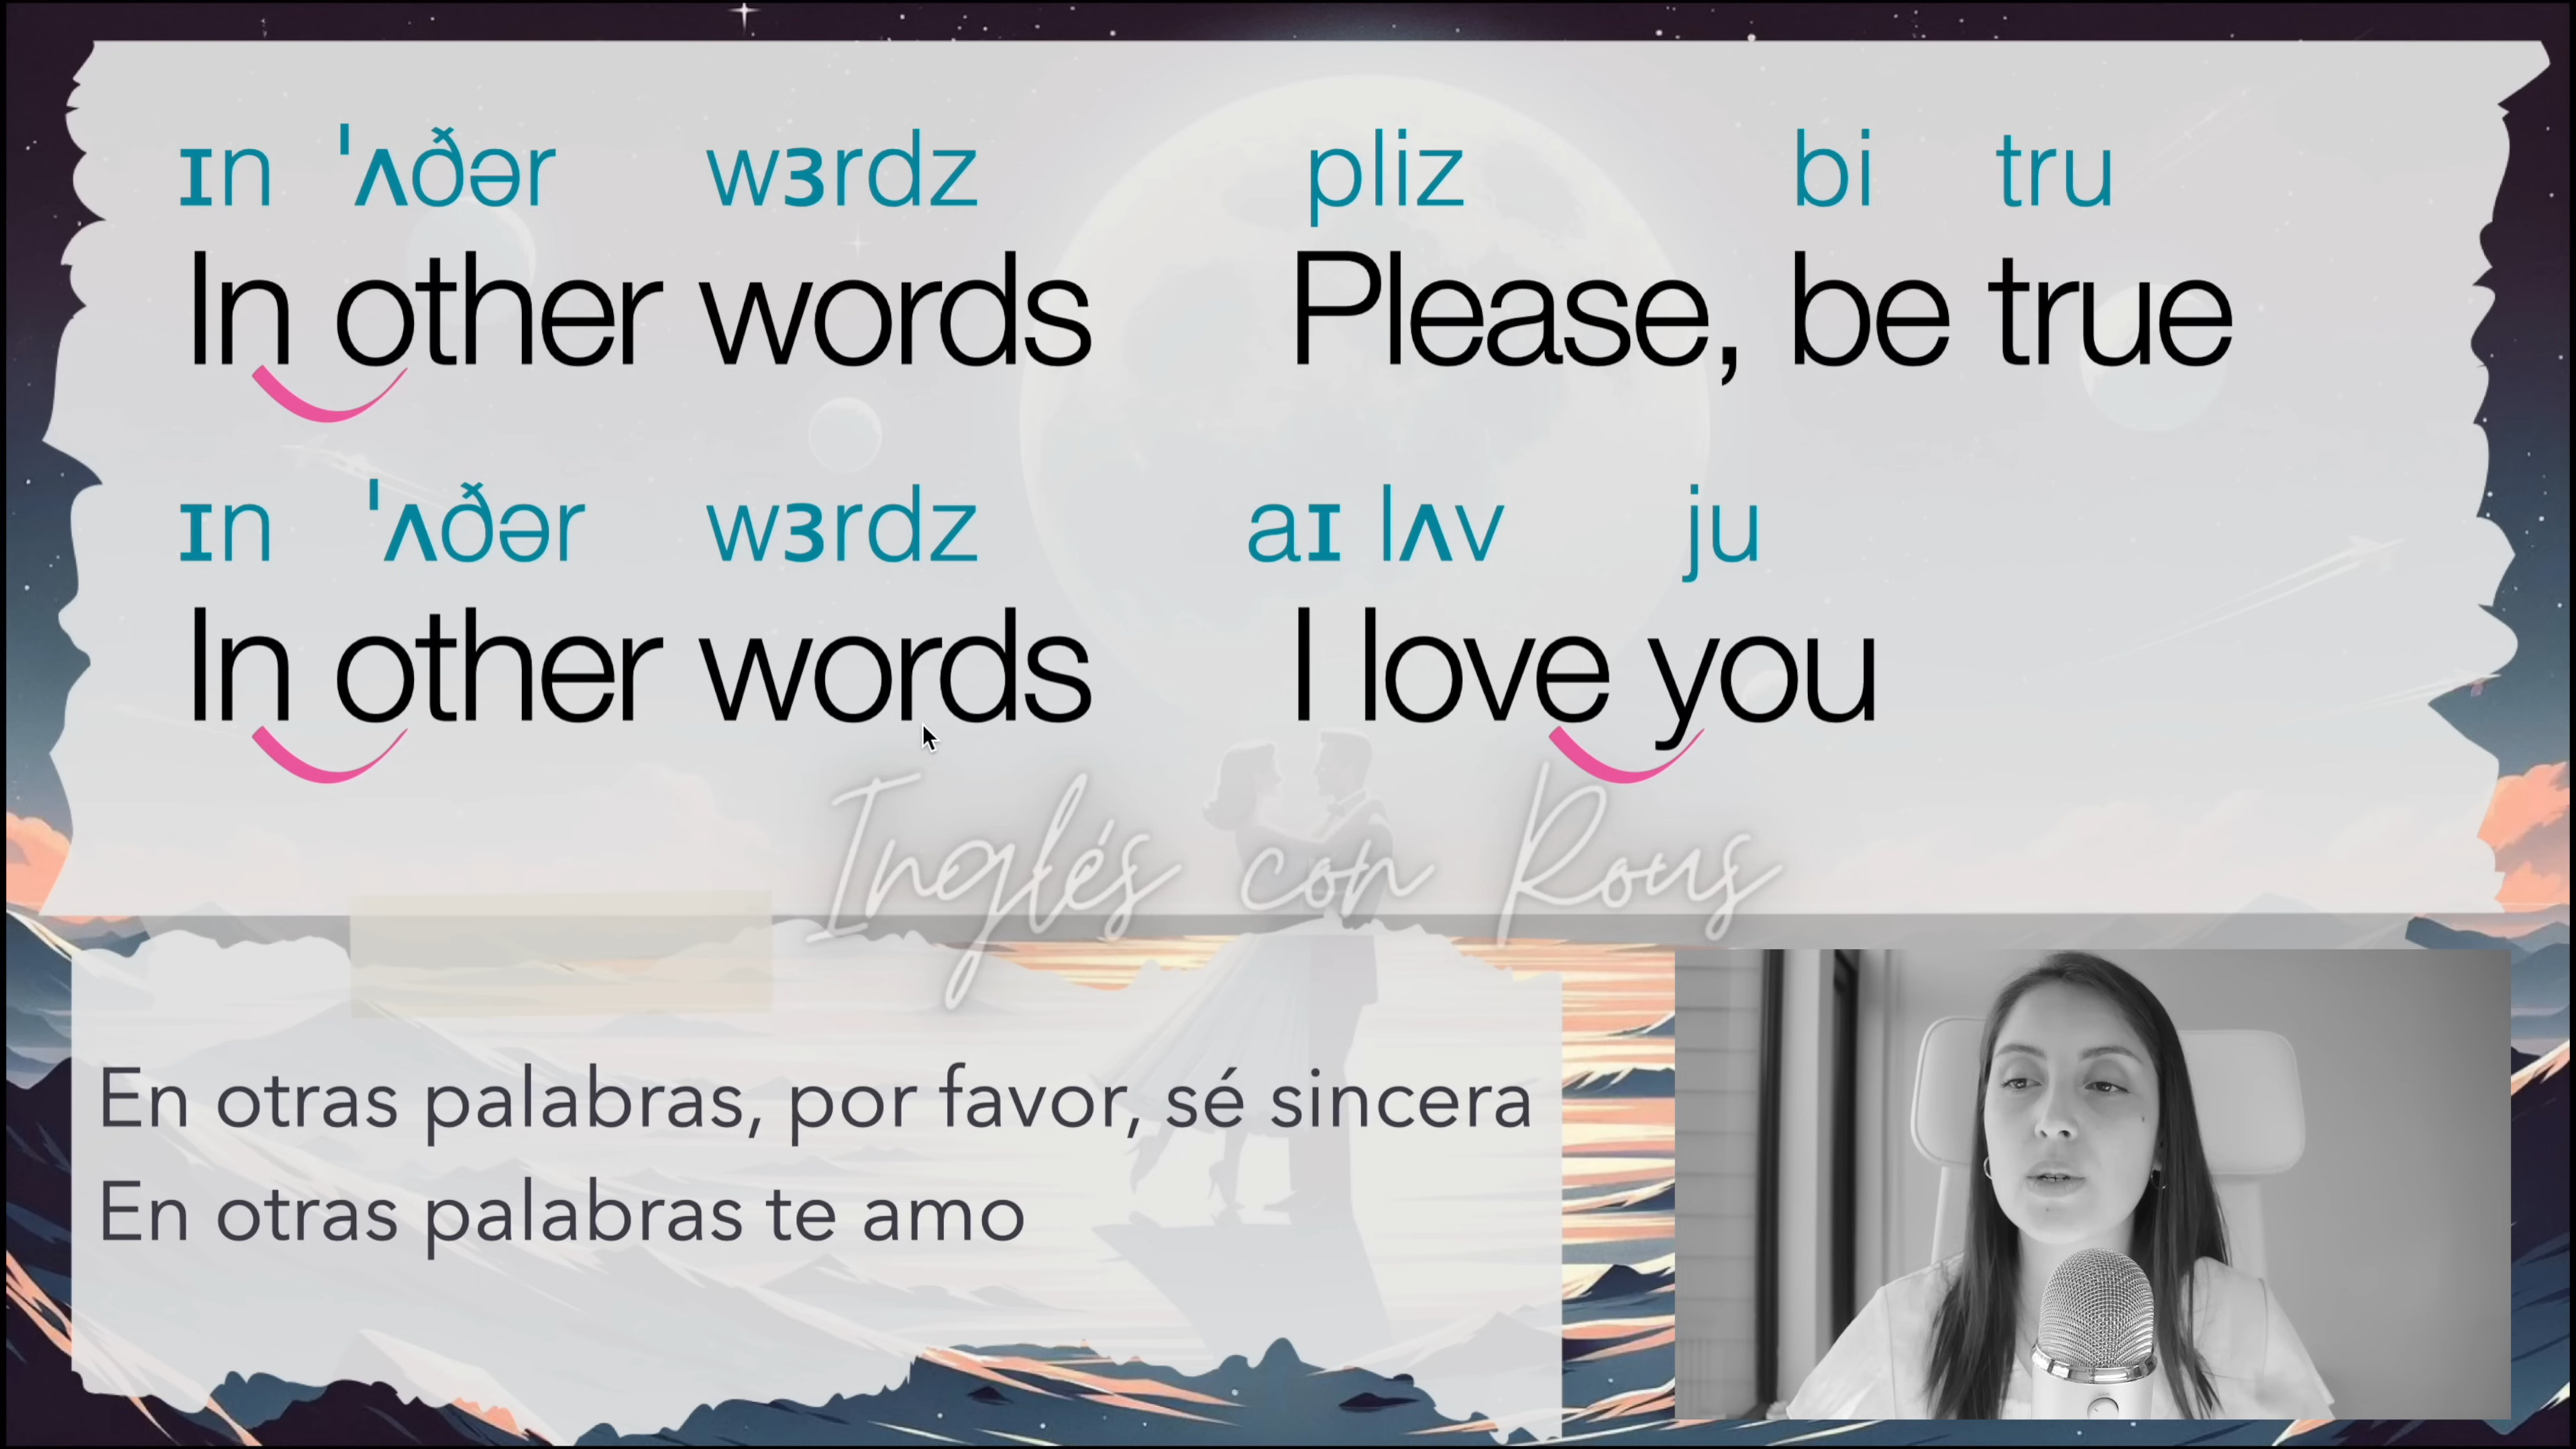 ɪn ˈʌðər wɜrdz pliz bi tru
In other words Please, be true
ɪn ˈʌðər wɜrdz aɪ lʌv ju
In other words I love you
Inglés con Rous
En otras palabras, por favor, sé sincera
En otras palabras te amo